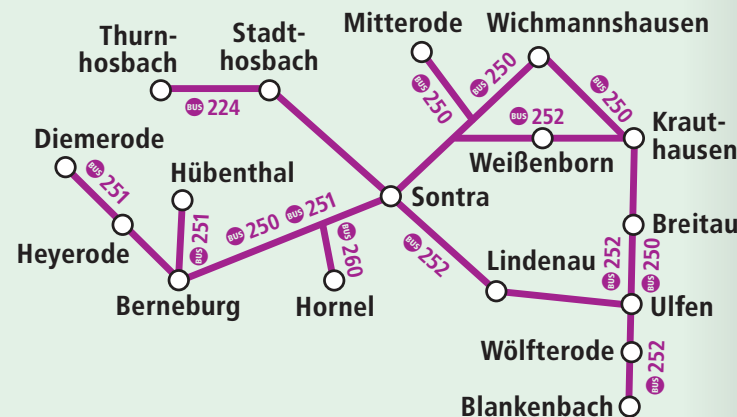 Thurn-
hosbach
Stadt-
hosbach
Mitterode
Wichmannshausen
BUS 224
BUS 250
BUS 250
BUS 250
BUS 252
Kraut-
hausen
Weißenborn
Diemerode
BUS 251
Hübenthal
Sontra
Heyerode
BUS 251
BUS 250 BUS 251
BUS 260
BUS 252
Breitau
BUS 252
BUS 250
Lindenau
Berneburg
Hornel
Ulfen
Wölfterode
BUS 252
Blankenbach